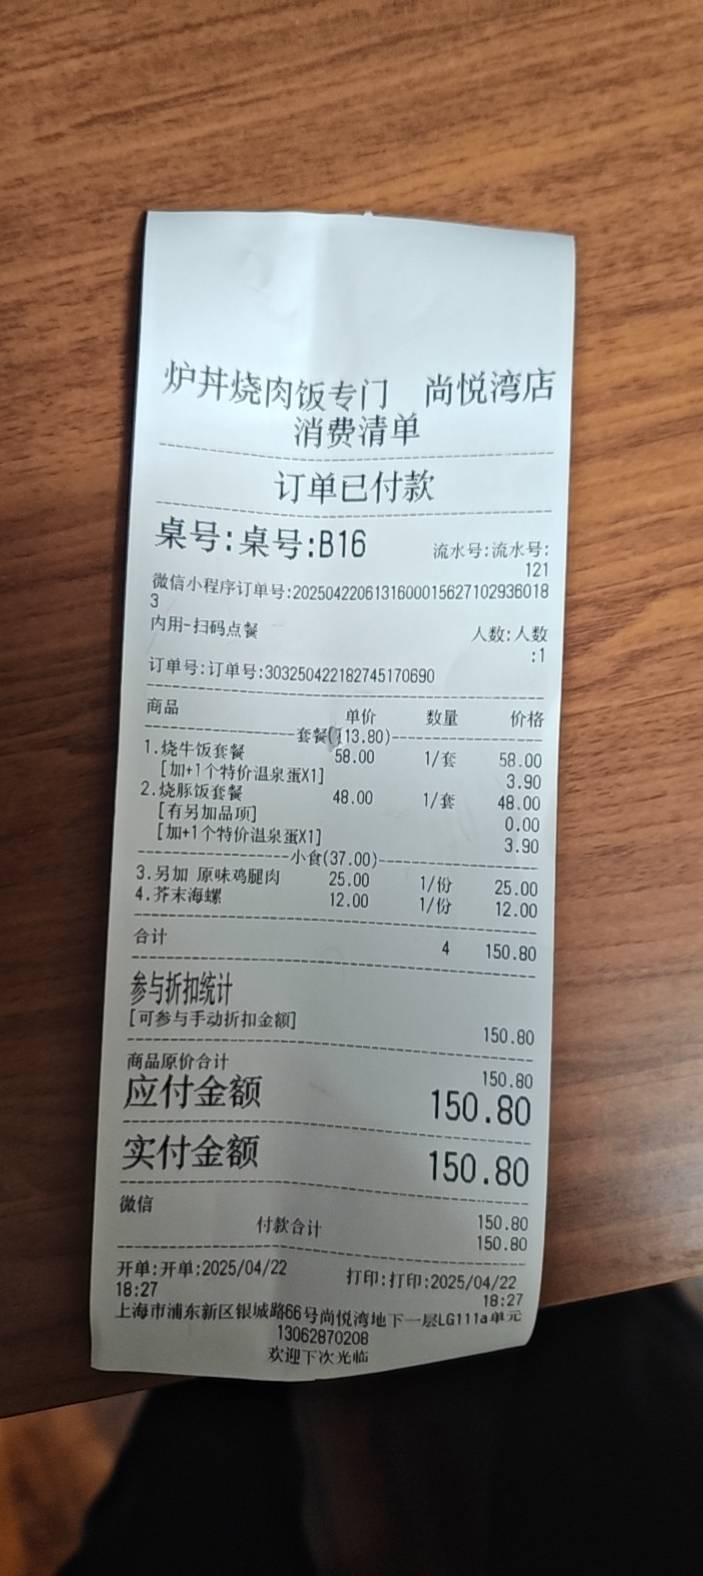 炉丼烧肉饭专门 尚悦湾店
消费清单
订单已付款
桌号:桌号:B16 流水号:流水号:
121
微信小程序订单号:20250422061316000156271029360​18
3
内用-扫码点餐 人数:人数
:1
订单号:订单号:303250422182745170690
商品 单价 数量 价格
套餐(113.80)
1.烧牛饭套餐 58.00 1/套 58.00
[加+1个特价温泉蛋X1] 3.90
2.烧豚饭套餐 48.00 1/套 48.00
[有另加品项] 0.00
[加+1个特价温泉蛋X1] 3.90
小食(37.00)
3.另加 原味鸡腿肉 25.00 1/份 25.00
4.芥末海螺 12.00 1/份 12.00
合计 4 150.80
参与折扣统计
[可参与手动折扣金额]
150.80
商品原价合计 150.80
应付金额 150.80
实付金额 150.80
微信 150.80
付款合计 150.80
开单:开单:2025/04/22 打印:打印:2025/04/22
18:27 18:27
上海市浦东新区银城路66号尚悦湾地下一层LG111a单元
13062870208
欢迎下次光临